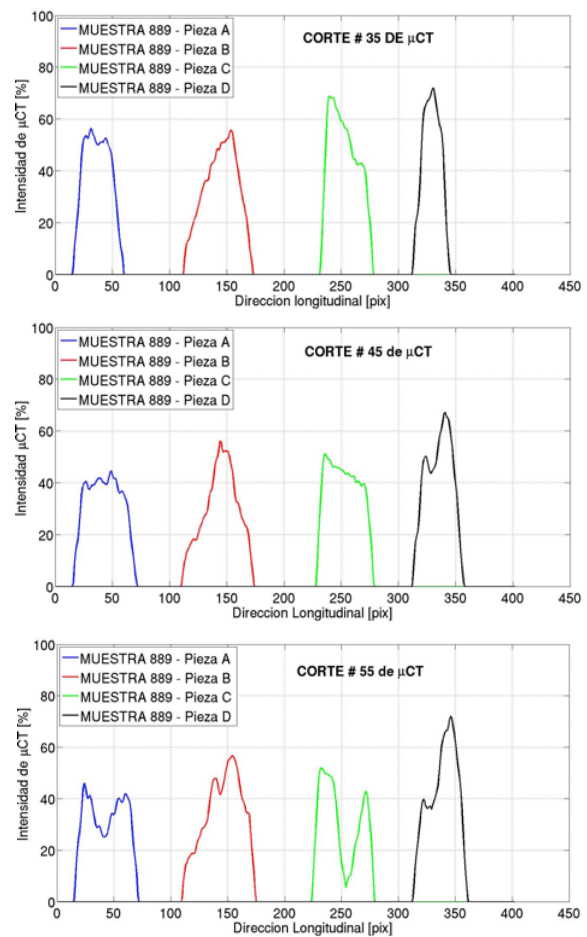 CORTE # 35 DE μCT
MUESTRA 889 - Pieza A
MUESTRA 889 - Pieza B
MUESTRA 889 - Pieza C
MUESTRA 889 - Pieza D
Intensidad de μCT [%]
100
80
60
40
20
0
0 50 100 150 200 250 300 350 400 450
Direccion longitudinal [pix]
CORTE # 45 de μCT
MUESTRA 889 - Pieza A
MUESTRA 889 - Pieza B
MUESTRA 889 - Pieza C
MUESTRA 889 - Pieza D
Intensidad μCT [%]
100
80
60
40
20
0
0 50 100 150 200 250 300 350 400 450
Direccion Longitudinal [pix]
CORTE # 55 de μCT
MUESTRA 889 - Pieza A
MUESTRA 889 - Pieza B
MUESTRA 889 - Pieza C
MUESTRA 889 - Pieza D
Intensidad de μCT [%]
100
80
60
40
20
0
0 50 100 150 200 250 300 350 400 450
Direccion longitudinal [pix]